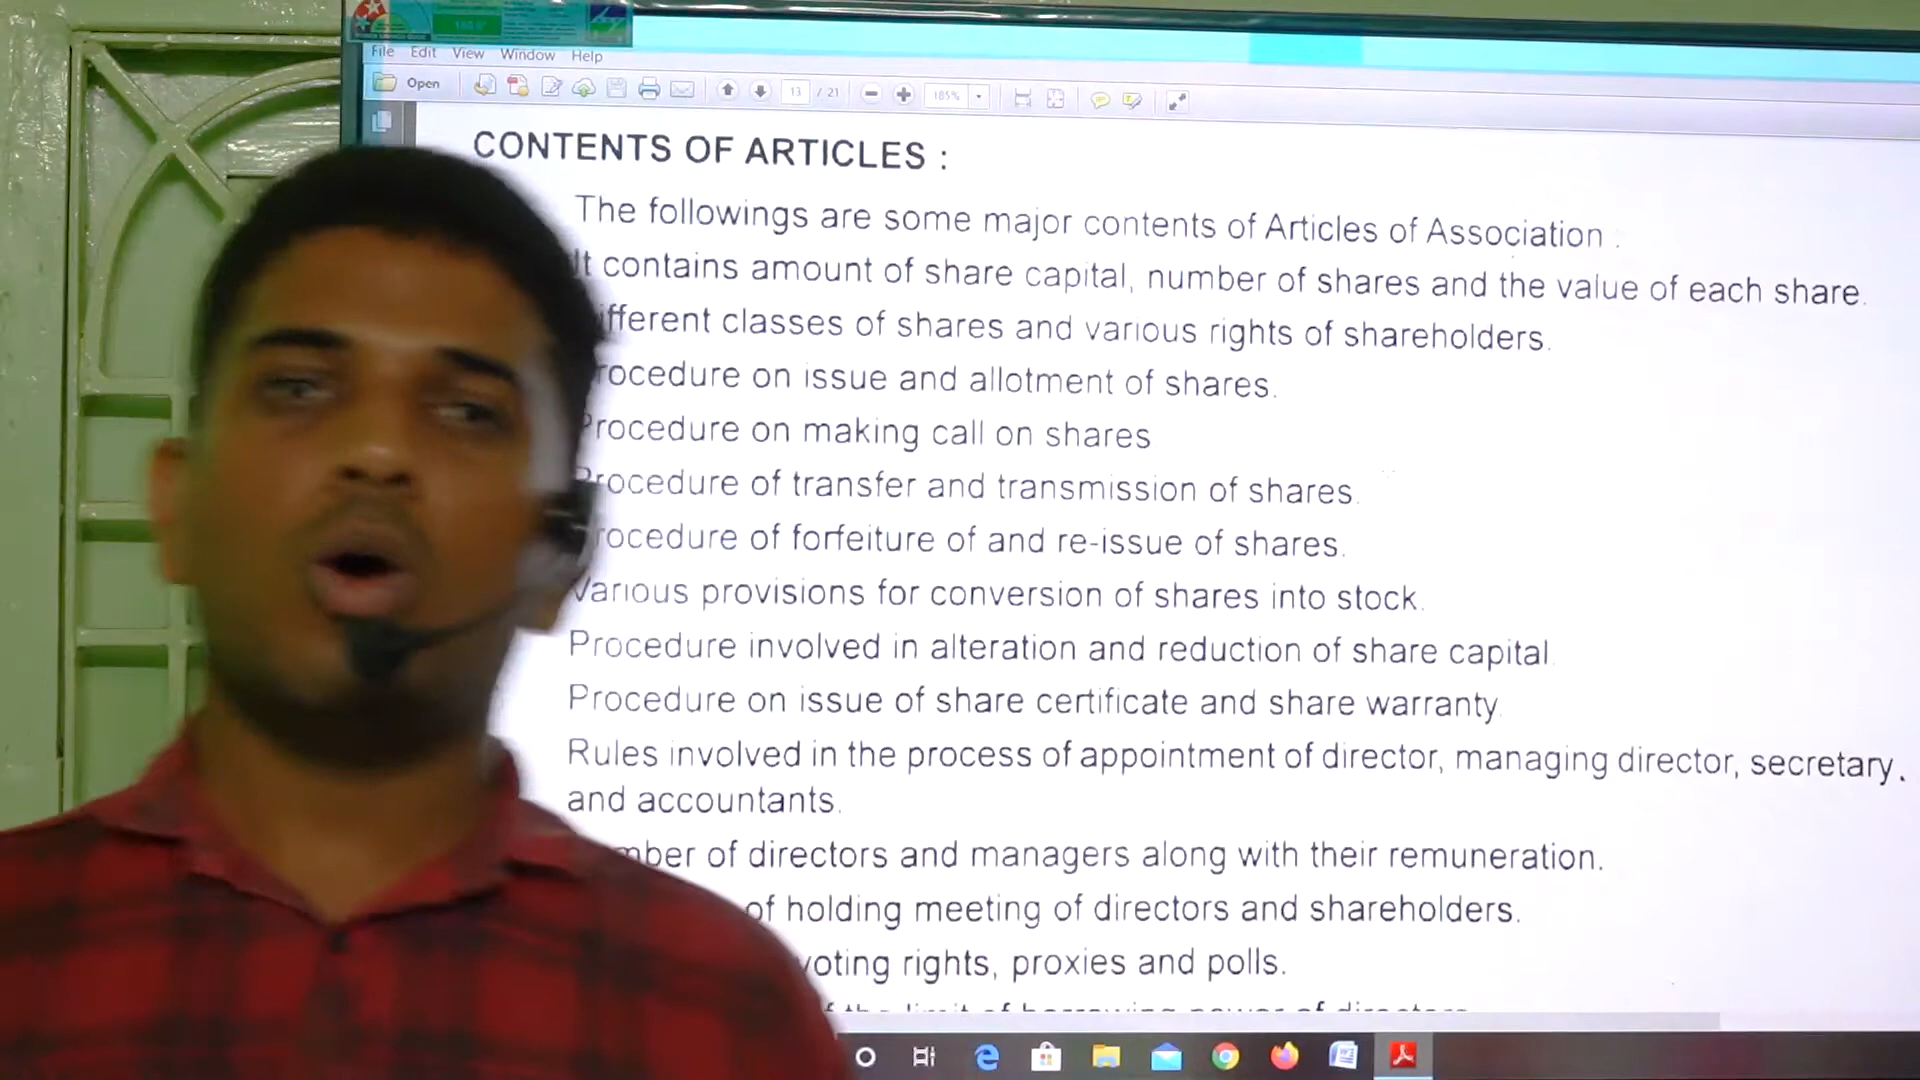 File Edit View Window Help
Open 13 / 21 185%
CONTENTS OF ARTICLES :
The followings are some major contents of Articles of Association :
It contains amount of share capital, number of shares and the value of each share.
ifferent classes of shares and various rights of shareholders.
rocedure on issue and allotment of shares.
Procedure on making call on shares
Procedure of transfer and transmission of shares.
rocedure of forfeiture of and re-issue of shares.
Various provisions for conversion of shares into stock.
Procedure involved in alteration and reduction of share capital
Procedure on issue of share certificate and share warranty
Rules involved in the process of appointment of director, managing director, secretary.
and accountants.
mber of directors and managers along with their remuneration.
of holding meeting of directors and shareholders.
voting rights, proxies and polls.